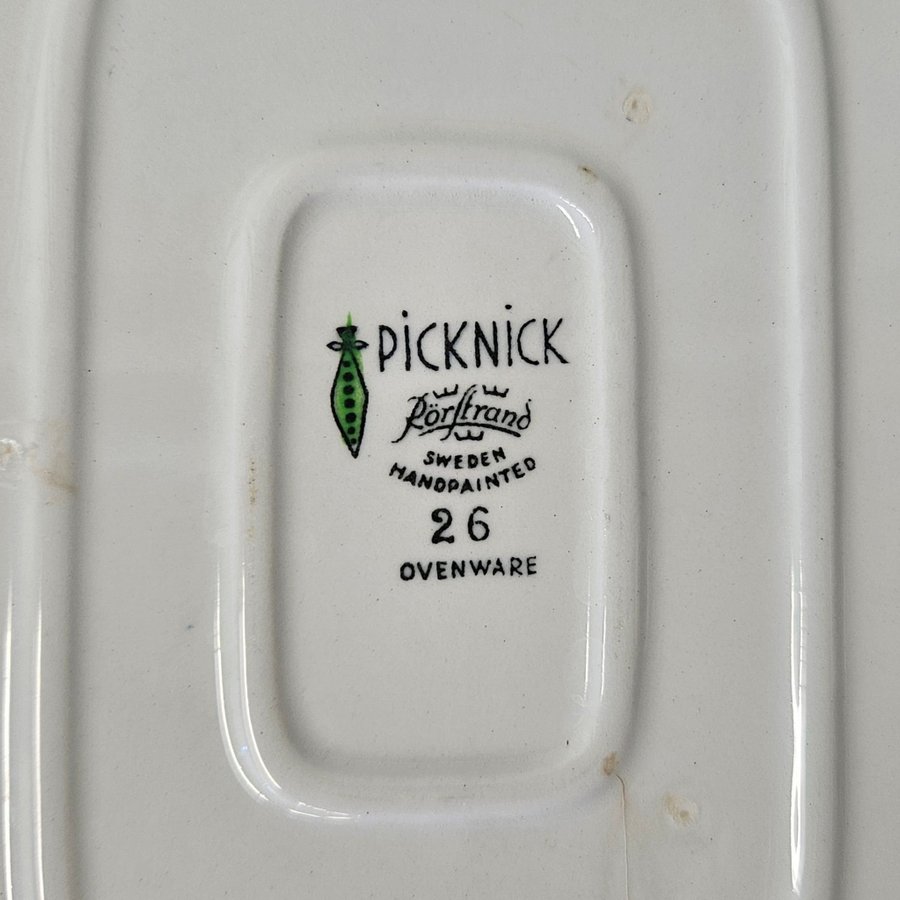 PiCKNiCK
Rörstrand
SWEDEN
HANDPAINTED
26
OVENWARE